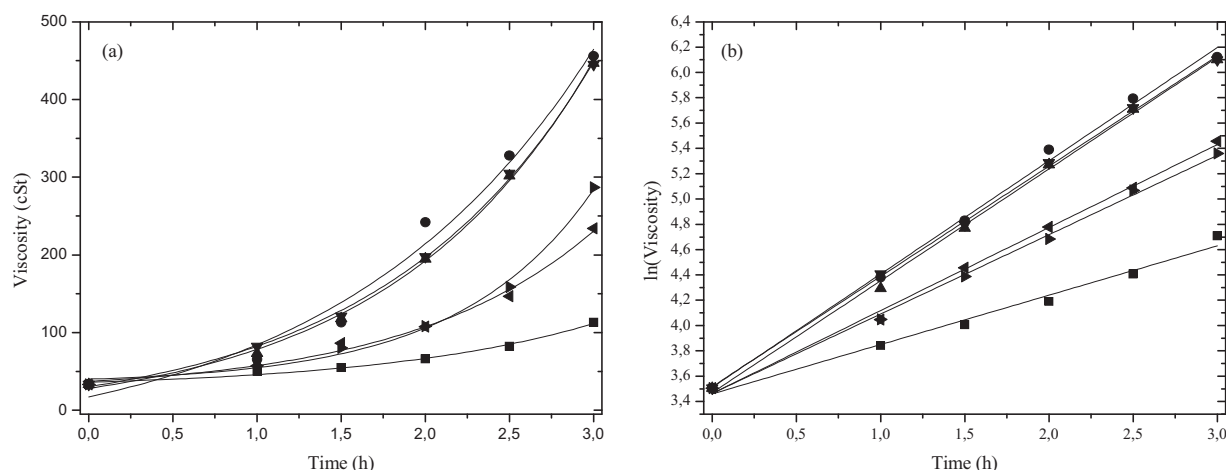 (a)
Viscosity (cSt)
500
400
300
200
100
0
0,0 0,5 1,0 1,5 2,0 2,5 3,0
Time (h)
(b)
ln(Viscosity)
6,4
6,2
6,0
5,8
5,6
5,4
5,2
5,0
4,8
4,6
4,4
4,2
4,0
3,8
3,6
3,4
0,0 0,5 1,0 1,5 2,0 2,5 3,0
Time (h)